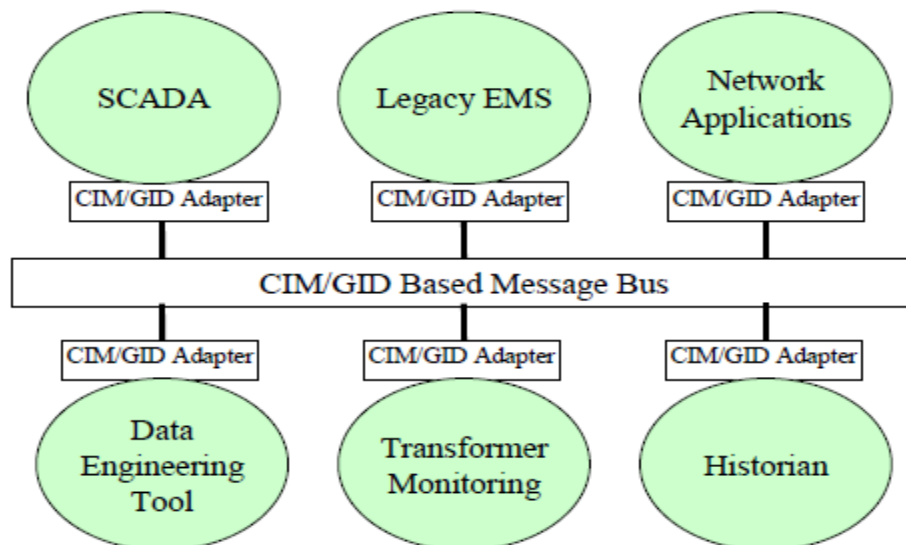 SCADA
Legacy EMS
Network
Applications
CIM/GID Adapter
CIM/GID Adapter
CIM/GID Adapter
CIM/GID Based Message Bus
CIM/GID Adapter
CIM/GID Adapter
CIM/GID Adapter
Data
Engineering
Tool
Transformer
Monitoring
Historian